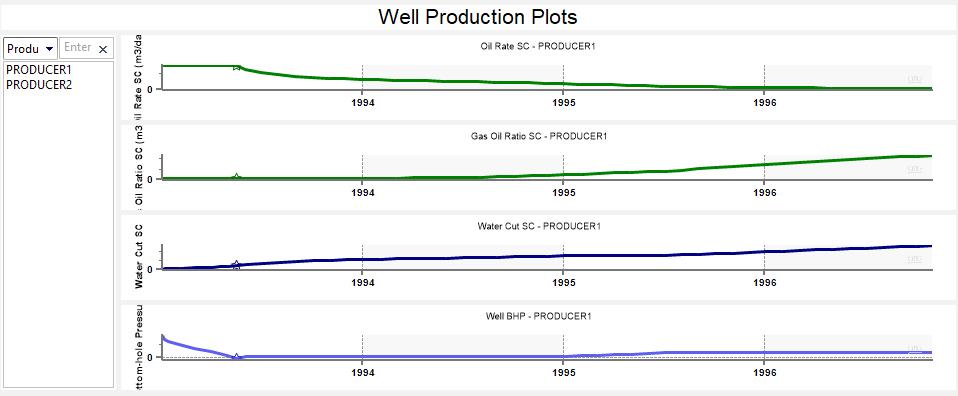 Well Production Plots
Produ
Enter
PRODUCER1
PRODUCER2
Oil Rate SC - PRODUCER1
il Rate SC (m3/da
0
1994 1995 1996
Gas Oil Ratio SC - PRODUCER1
Oil Ratio SC (m3
0
1994 1995 1996
Water Cut SC - PRODUCER1
Water Cut SC
0
1994 1995 1996
Well BHP - PRODUCER1
ttom-hole Pressu
0
1994 1995 1996